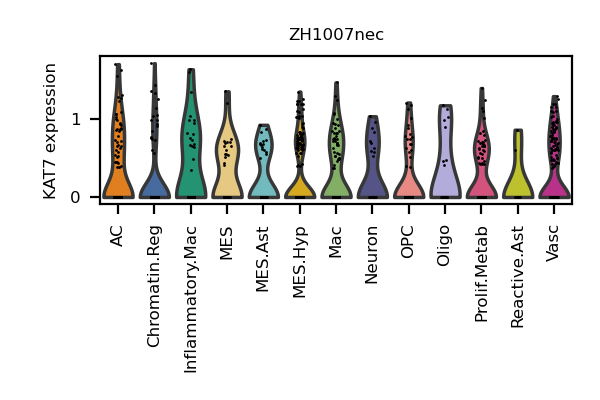 ZH1007nec
KAT7 expression
1
0
AC
Chromatin.Reg
Inflammatory.Mac
MES
MES.Ast
MES.Hyp
Mac
Neuron
OPC
Oligo
Prolif.Metab
Reactive.Ast
Vasc